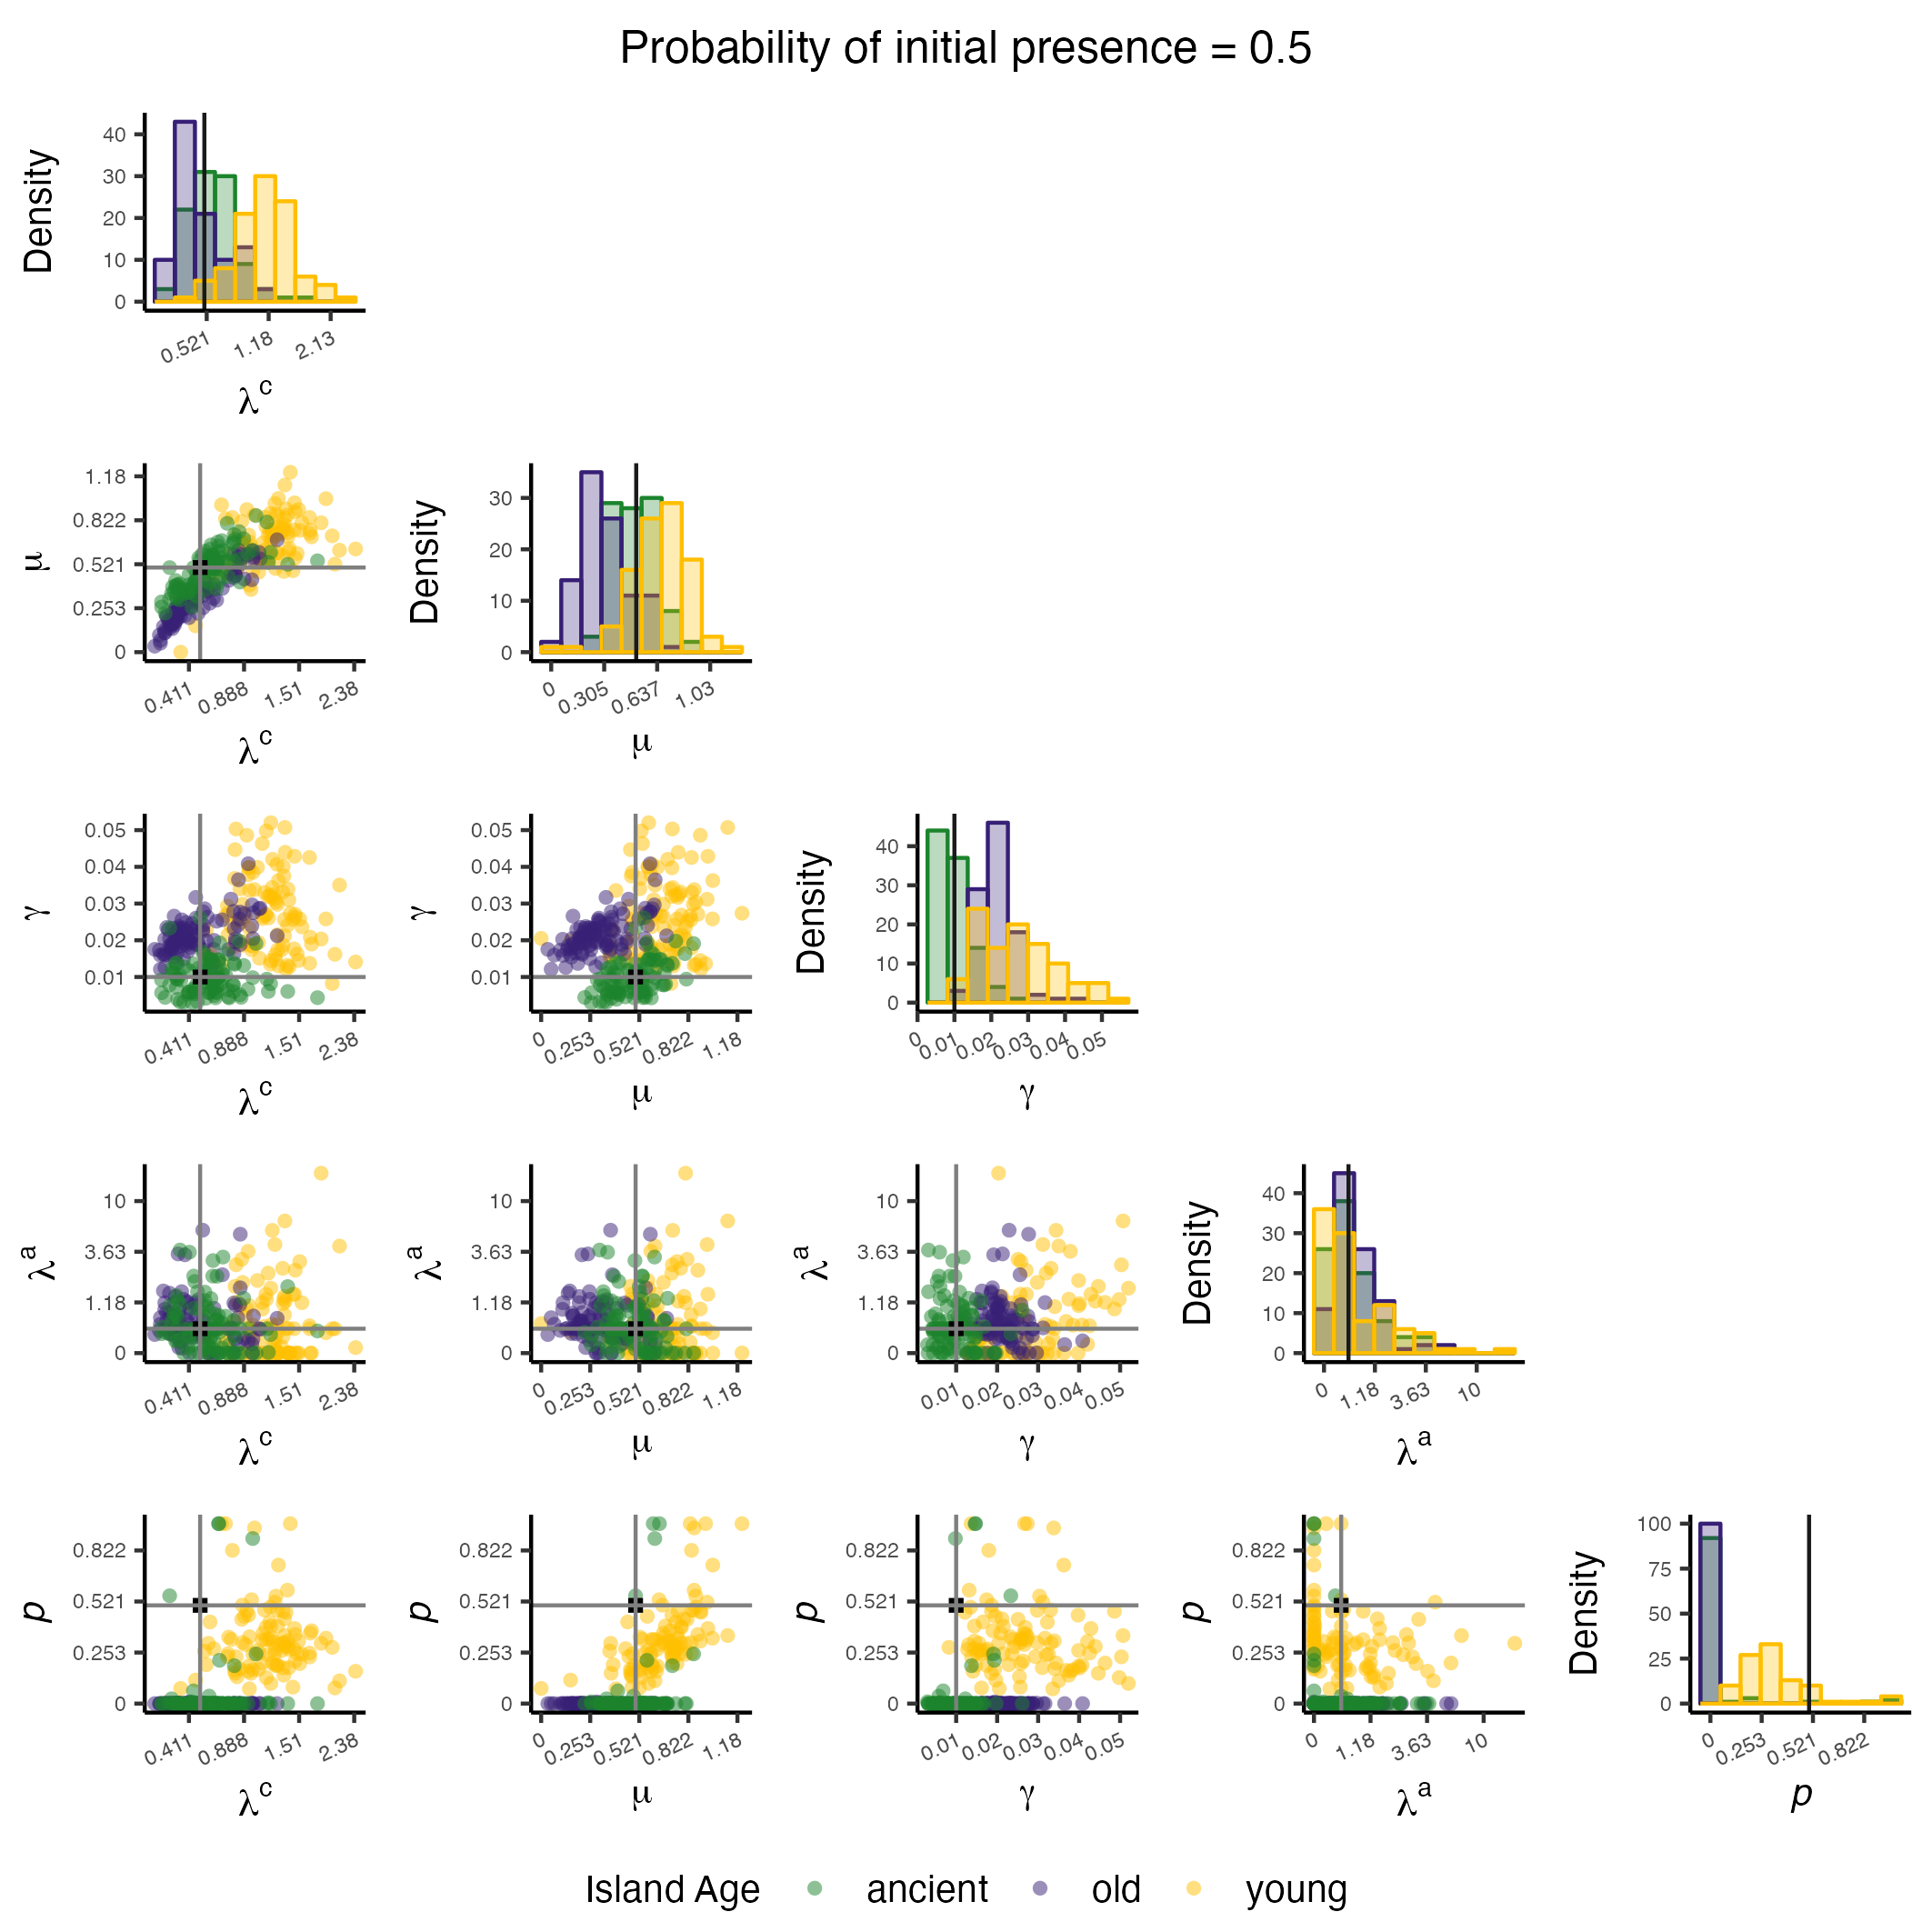 Probability of initial presence = 0.5
Density
40
30
20
10
0
0.521 1.18 2.13
λc
μ
1.18
0.822
0.521
0.253
0
0.411 0.888 1.51 2.38
λc
Density
30
20
10
0
0 0.305 0.637 1.03
μ
γ
0.05
0.04
0.03
0.02
0.01
0.411 0.888 1.51 2.38
λc
γ
0.05
0.04
0.03
0.02
0.01
0 0.253 0.521 0.822 1.18
μ
Density
40
30
20
10
0
0 0.01 0.02 0.03 0.04 0.05
γ
λa
10
3.63
1.18
0
0.411 0.888 1.51 2.38
λc
λa
10
3.63
1.18
0
0 0.253 0.521 0.822 1.18
μ
λa
10
3.63
1.18
0
0.01 0.02 0.03 0.04 0.05
γ
Density
40
30
20
10
0
0 1.18 3.63 10
λa
p
0.822
0.521
0.253
0
0.411 0.888 1.51 2.38
λc
p
0.822
0.521
0.253
0
0 0.253 0.521 0.822 1.18
μ
p
0.822
0.521
0.253
0
0.01 0.02 0.03 0.04 0.05
γ
p
0.822
0.521
0.253
0
0 1.18 3.63 10
λa
Density
100
75
50
25
0
0 0.253 0.521 0.822
p
Island Age ancient old young